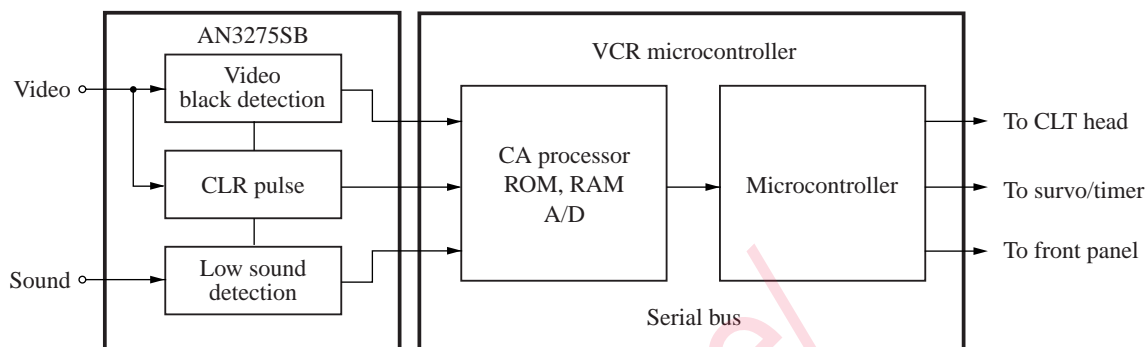 AN3275SB
VCR microcontroller
Video
Video
black detection
CLR pulse
Sound
Low sound
detection
CA processor
ROM, RAM
A/D
Microcontroller
To CLT head
To survo/timer
To front panel
Serial bus
e/